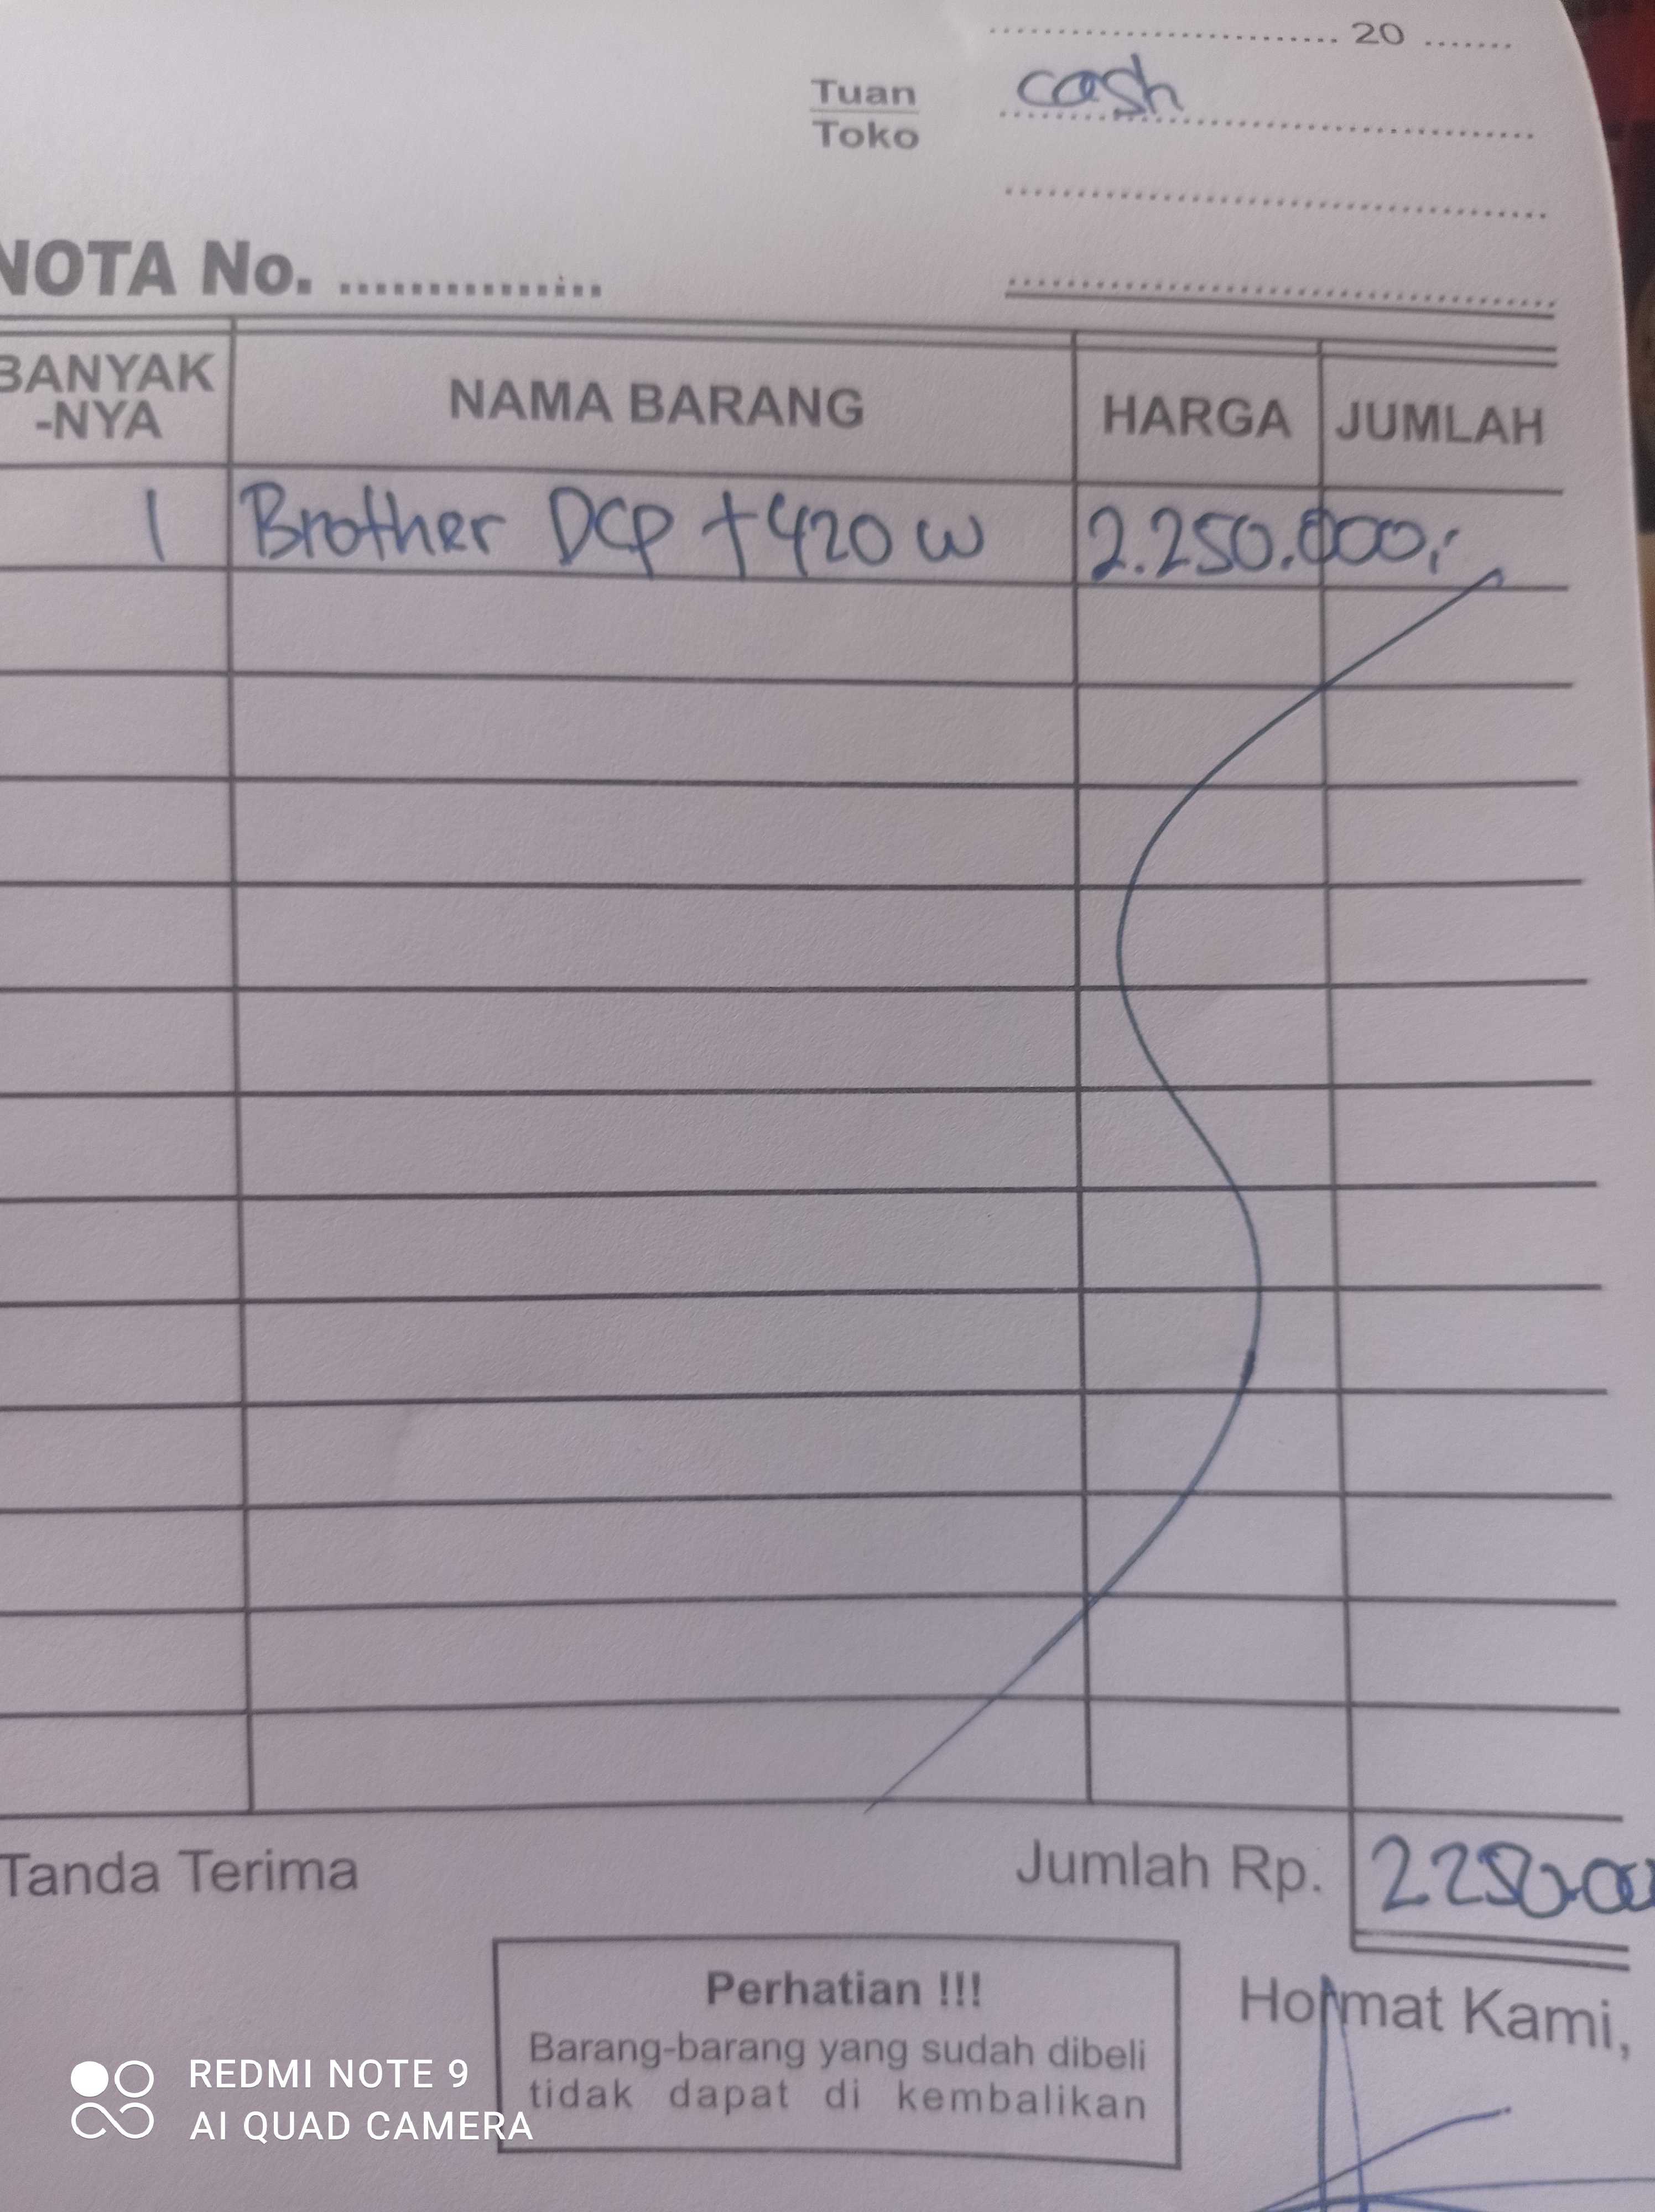 20
Tuan cash
Toko
NOTA No.
BANYAK NAMA BARANG HARGA JUMLAH
-NYA
1 Brother DCP t420 w 2.250.000,-
Tanda Terima Jumlah Rp. 2250.00
Perhatian !!! Hormat Kami,
Barang-barang yang sudah dibeli
tidak dapat di kembalikan
REDMI NOTE 9
AI QUAD CAMERA